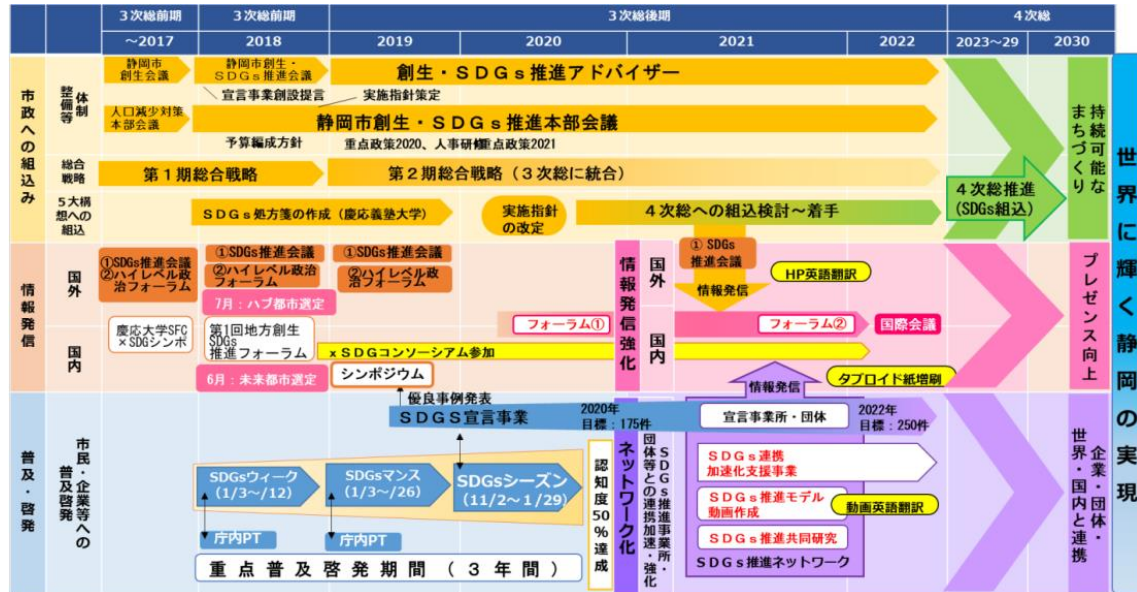 ３次総前期
３次総前期
３次総後期
４次総
～2017
2018
2019
2020
2021
2022
2023～29
2030
市政への組込み
体制
整備等
静岡市
創生会議
静岡市創生・
ＳＤＧｓ推進会議
創生・ＳＤＧｓ推進アドバイザー
宣言事業創設提言
実施指針策定
人口減少対策
本部会議
静岡市創生・ＳＤＧｓ推進本部会議
予算編成方針
重点政策2020、人事研修
重点政策2021
総合
戦略
第１期総合戦略
第２期総合戦略（３次総に統合）
５大構
想への
組込
ＳＤＧｓ処方箋の作成（慶応義塾大学）
実施指針
の改定
４次総への組込検討～着手
４次総推進
(SDGs組込)
持続可能な
まちづくり
情報発信
国外
①SDGs推進会議
②ハイレベル政
治フォーラム
①SDGs推進会議
②ハイレベル政治
フォーラム
①SDGs推進会議
②ハイレベル政
治フォーラム
7月：ハブ都市選定
情報発信強化
国外
① SDGs
推進会議
情報発信
HP英語翻訳
国内
慶応大学SFC
×SDGシンポ
第1回地方創生
SDGs
推進フォーラム
フォーラム①
国内
フォーラム②
国際会議
ｘＳＤＧコンソーシアム参加
6月：未来都市選定
シンポジウム
情報発信
タブロイド紙増刷
プレゼンス向上
普及・啓発
市民・企業等への
普及啓発
優良事例発表
ＳＤＧＳ宣言事業
2020年
目標：175件
宣言事業所・団体
2022年
目標：250件
SDGsウィーク
(1/3～/12)
SDGsマンス
(1/3～/26)
SDGsシーズン
(11/2～1/29)
認知度50％達成
ネットワーク化
ＳＤＧｓ推進事業所・
団体等との連携加速・強化
ＳＤＧｓ連携
加速化支援事業
ＳＤＧｓ推進モデル
動画作成
動画英語翻訳
ＳＤＧｓ推進共同研究
SDGｓ推進ネットワーク
庁内PT
庁内PT
重点普及啓発期間（３年間）
企業・団体・
世界・国内と連携
世界に輝く静岡の実現